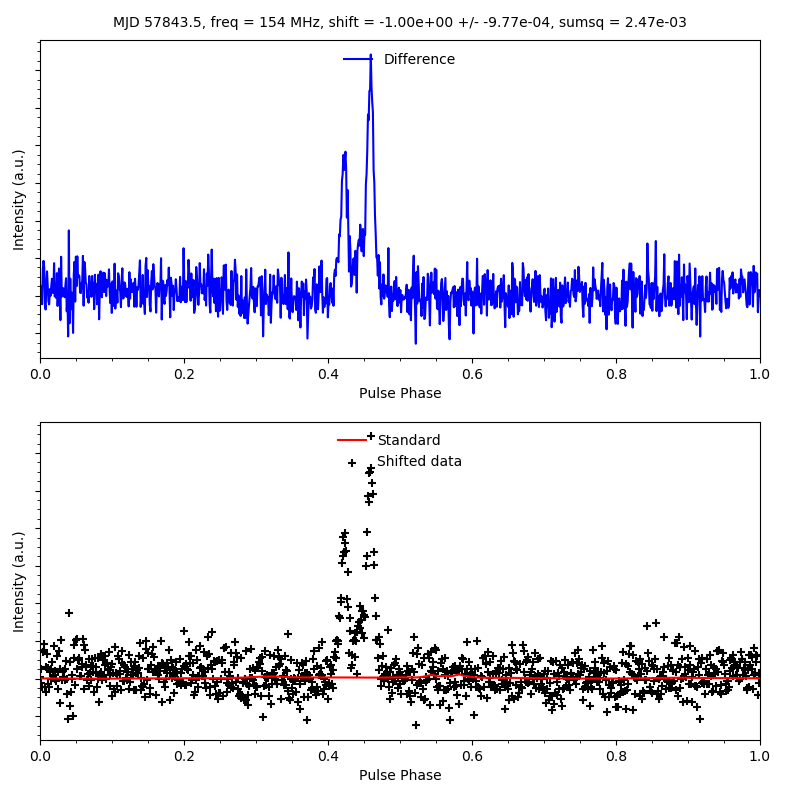 MJD 57843.5, freq = 154 MHz, shift = -1.00e+00 +/- -9.77e-04, sumsq = 2.47e-03
Difference
Intensity (a.u.)
0.0 0.2 0.4 0.6 0.8 1.0
Pulse Phase
Standard
Shifted data
Intensity (a.u.)
0.0 0.2 0.4 0.6 0.8 1.0
Pulse Phase